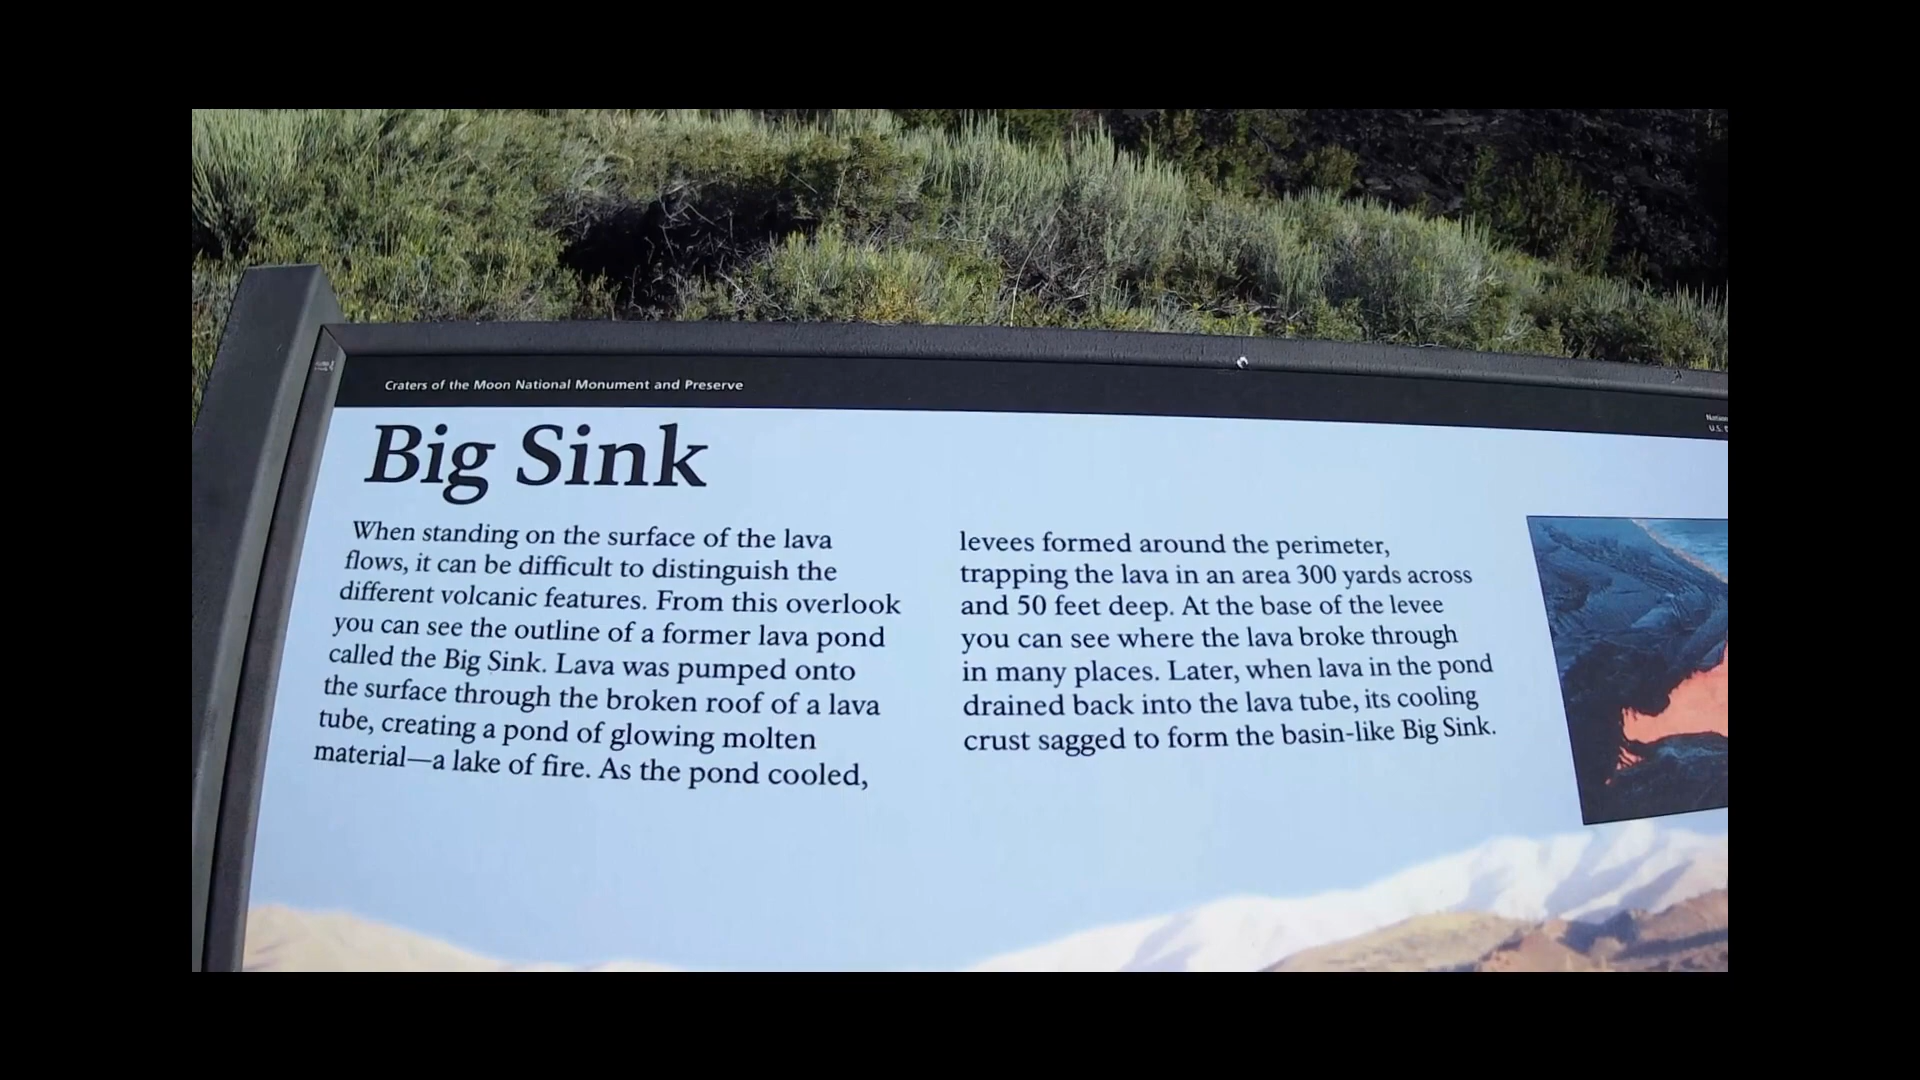 Craters of the Moon National Monument and Preserve
Big Sink
When standing on the surface of the lava
flows, it can be difficult to distinguish the
different volcanic features. From this overlook
you can see the outline of a former lava pond
called the Big Sink. Lava was pumped onto
the surface through the broken roof of a lava
tube, creating a pond of glowing molten
material—a lake of fire. As the pond cooled,
levees formed around the perimeter,
trapping the lava in an area 300 yards across
and 50 feet deep. At the base of the levee
you can see where the lava broke through
in many places. Later, when lava in the pond
drained back into the lava tube, its cooling
crust sagged to form the basin-like Big Sink.
U.S.